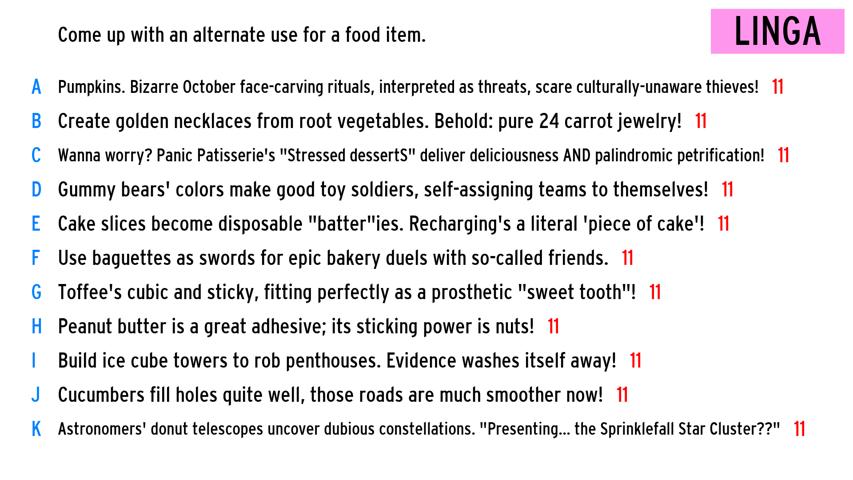 Come up with an alternate use for a food item.
LINGA
A Pumpkins. Bizarre October face-carving rituals, interpreted as threats, scare culturally-unaware thieves! 11
B Create golden necklaces from root vegetables. Behold: pure 24 carrot jewelry! 11
C Wanna worry? Panic Patisserie's "Stressed dessertS" deliver deliciousness AND palindromic petrification! 11
D Gummy bears' colors make good toy soldiers, self-assigning teams to themselves! 11
E Cake slices become disposable "batter"ies. Recharging's a literal 'piece of cake'! 11
F Use baguettes as swords for epic bakery duels with so-called friends. 11
G Toffee's cubic and sticky, fitting perfectly as a prosthetic "sweet tooth"! 11
H Peanut butter is a great adhesive; its sticking power is nuts! 11
I Build ice cube towers to rob penthouses. Evidence washes itself away! 11
J Cucumbers fill holes quite well, those roads are much smoother now! 11
K Astronomers' donut telescopes uncover dubious constellations. "Presenting... the Sprinklefall Star Cluster??" 11